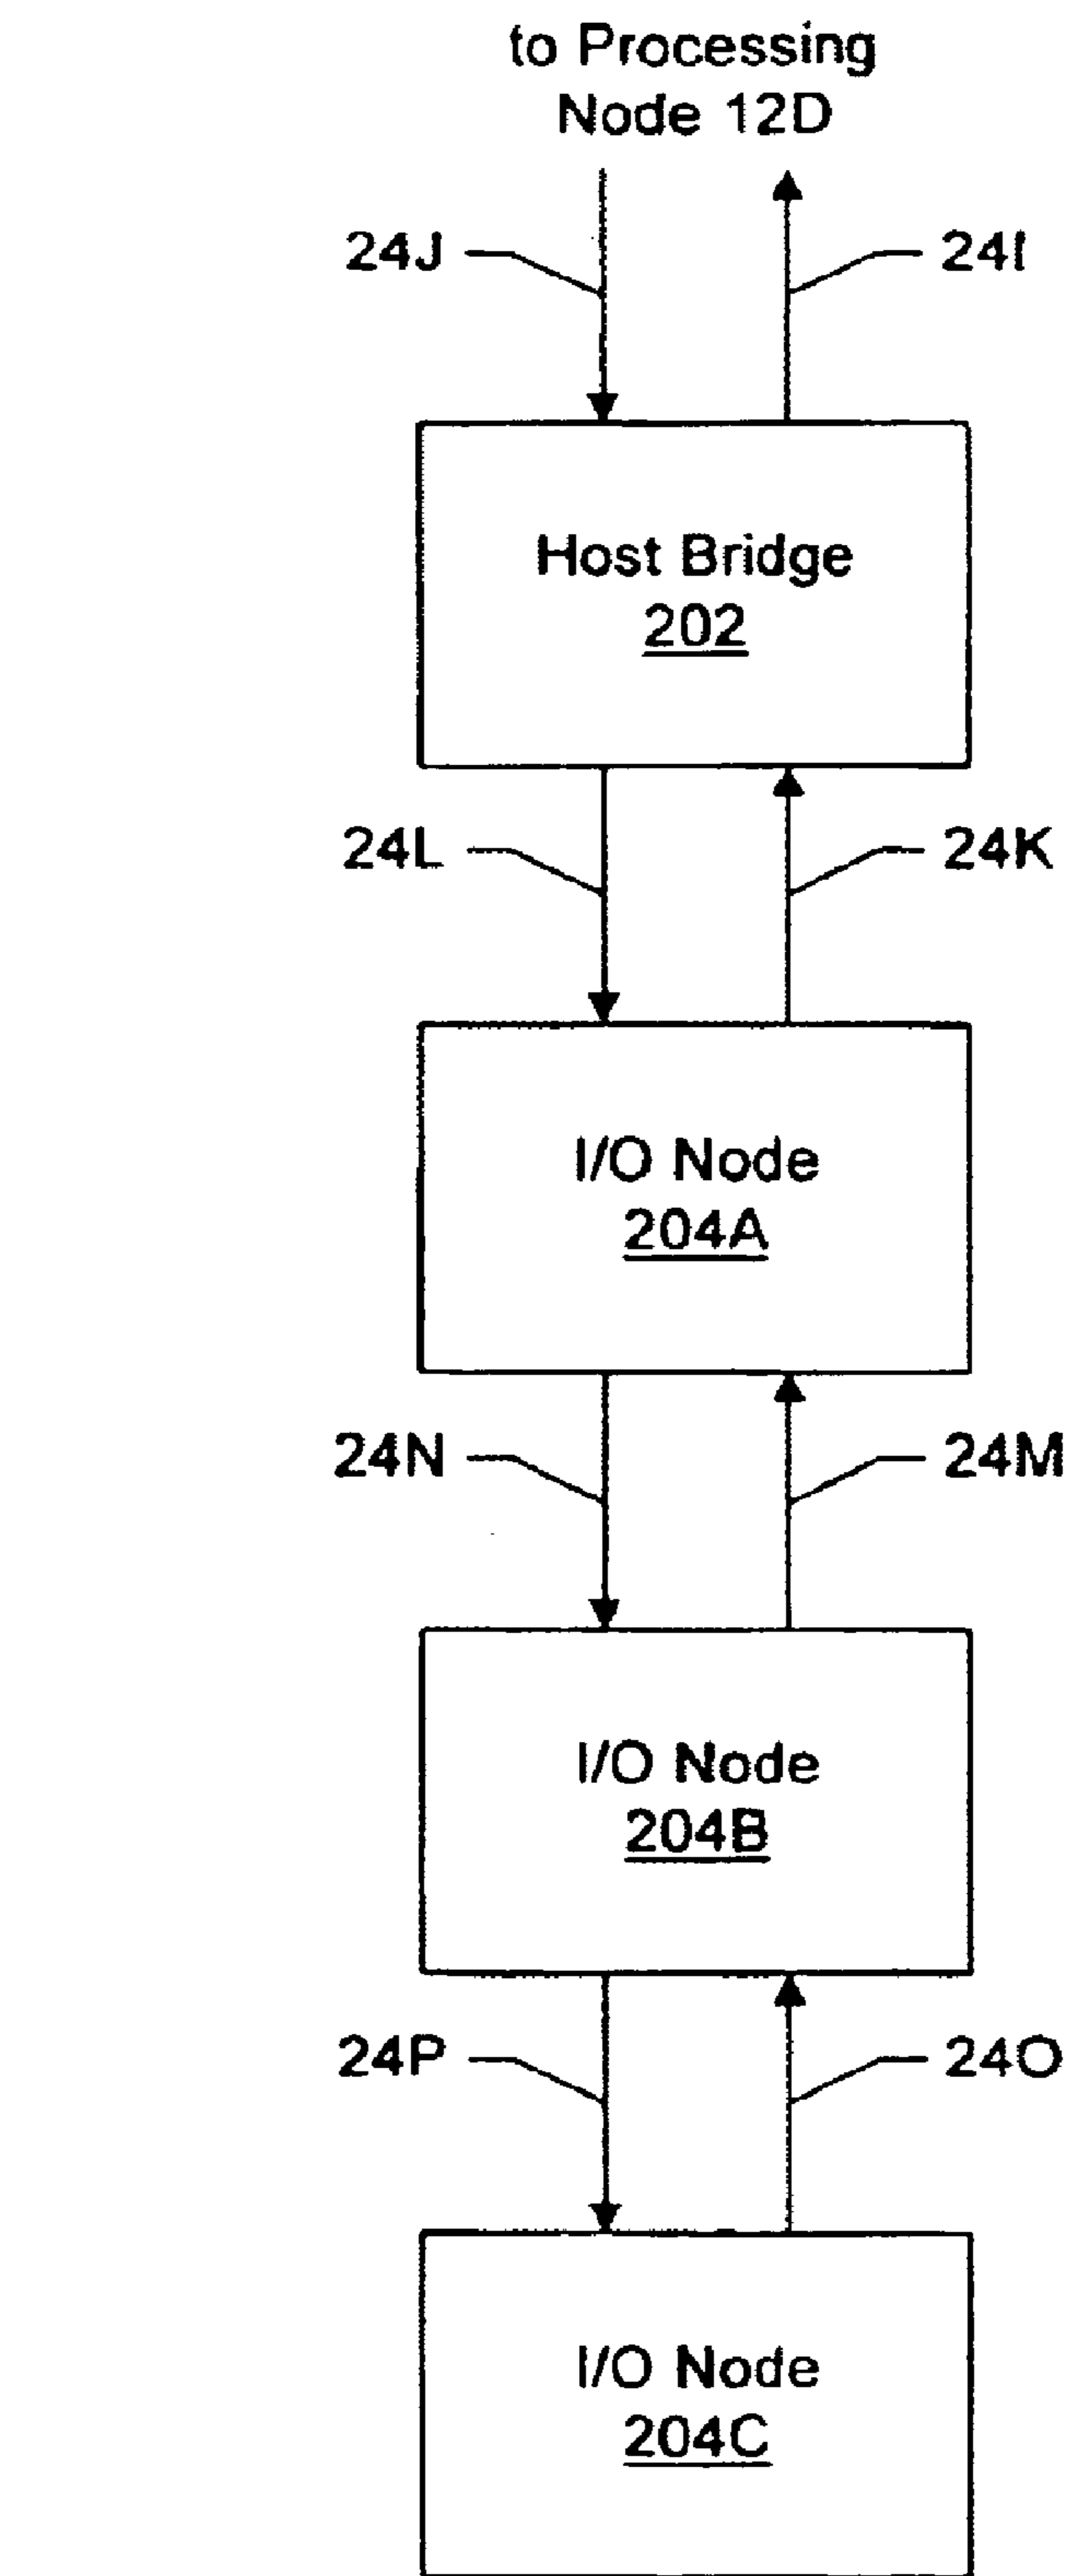 to Processing
Node 12D
24J
24I
Host Bridge
202
24L
24K
I/O Node
204A
24N
24M
I/O Node
204B
24P
24O
I/O Node
204C